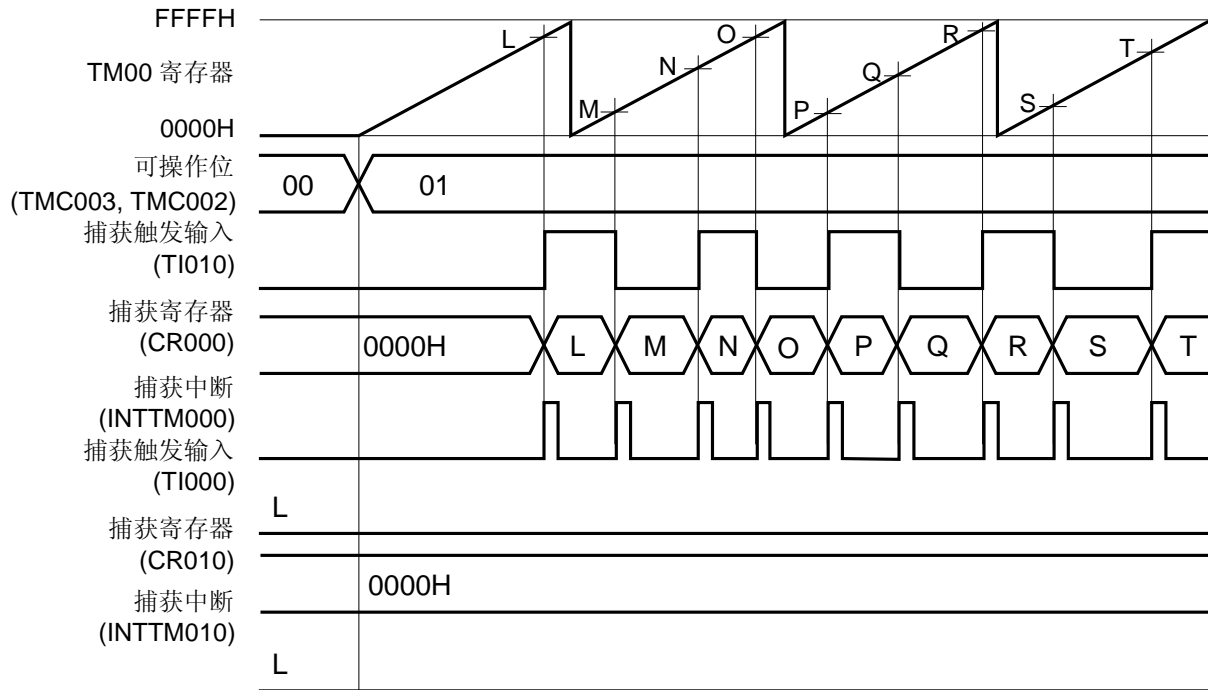 FFFFH
TM00 寄存器
0000H
L M N O P Q R S T
可操作位
(TMC003, TMC002)
00 01
捕获触发输入
(TI010)
捕获寄存器
(CR000)
0000H L M N O P Q R S T
捕获中断
(INTTM000)
捕获触发输入
(TI000)
L
捕获寄存器
(CR010)
0000H
捕获中断
(INTTM010)
L